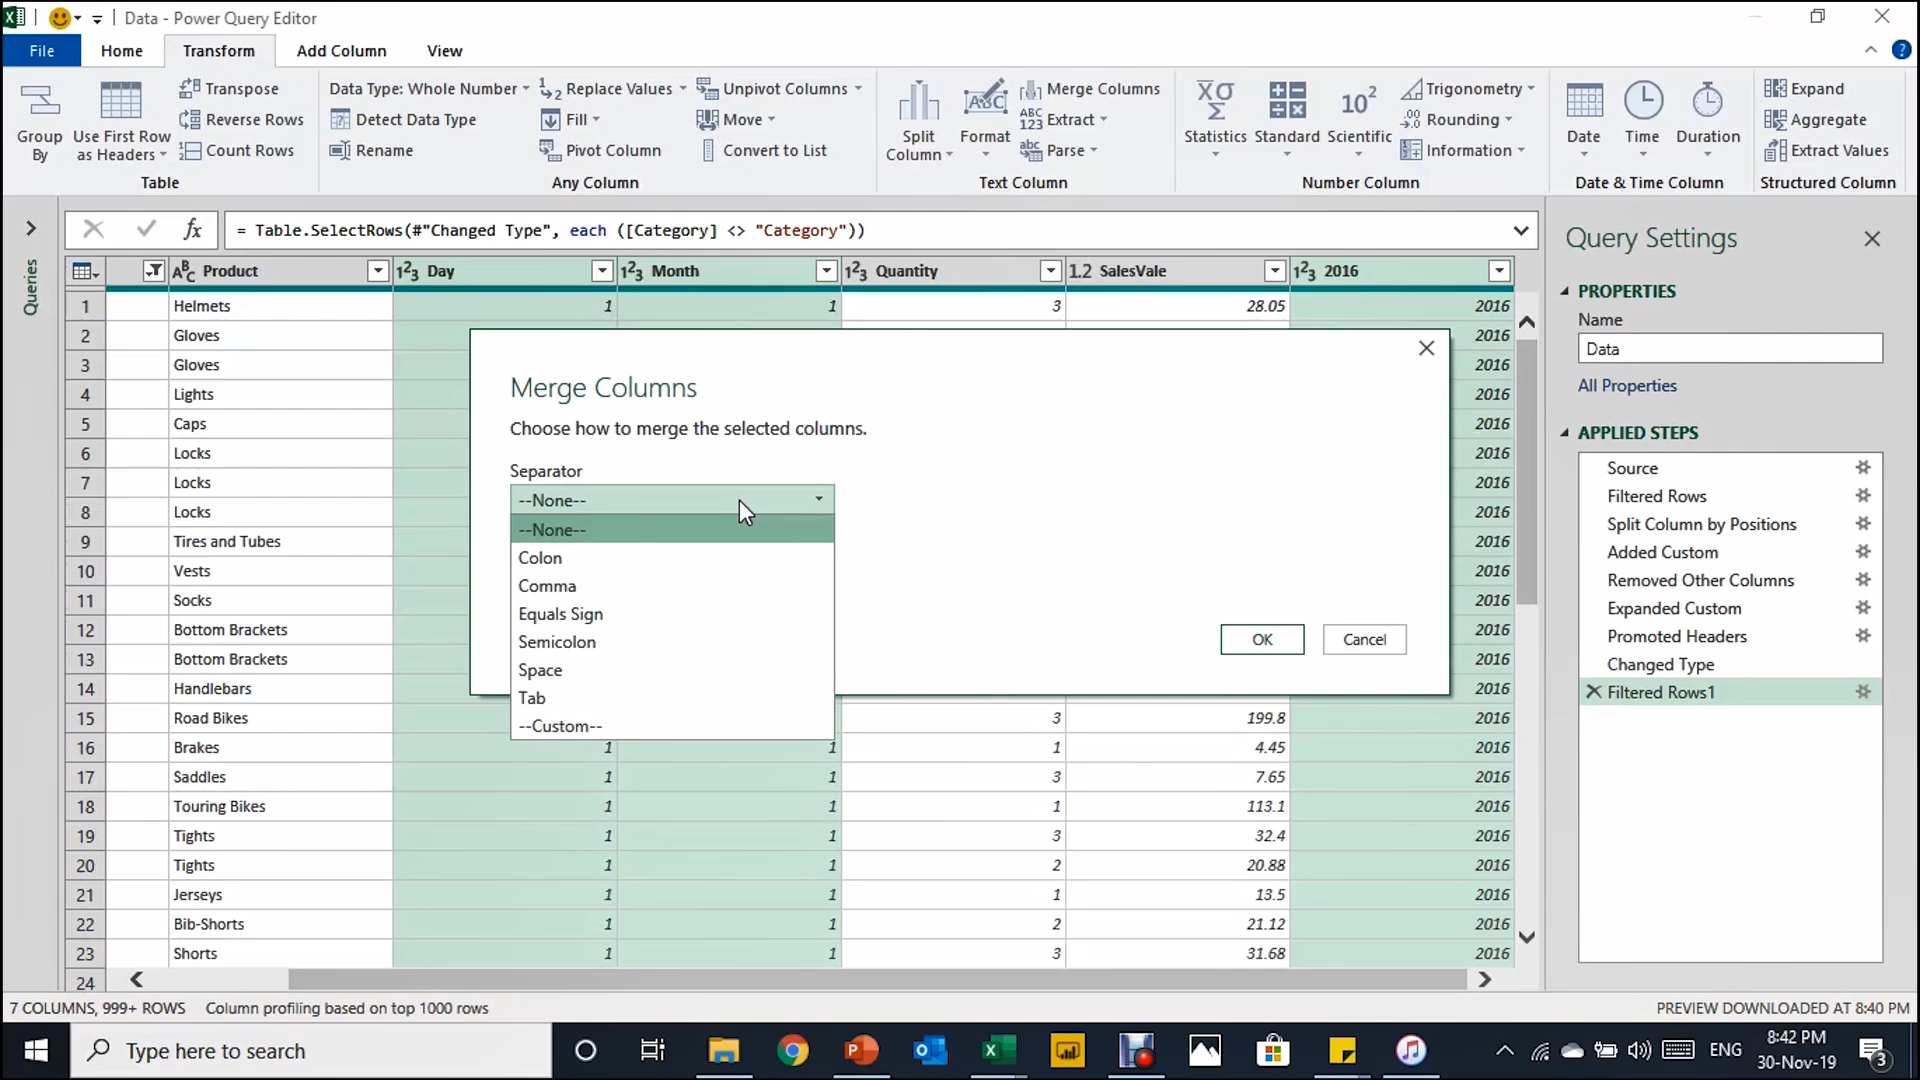 Data - Power Query Editor
File Home Transform Add Column View
Group By
Use First Row as Headers
Transpose
Reverse Rows
Count Rows
Table
Data Type: Whole Number
Detect Data Type
Rename
Replace Values
Fill
Pivot Column
Unpivot Columns
Move
Convert to List
Any Column
Split Column
Format
Merge Columns
Extract
Parse
Text Column
Statistics
Standard
Scientific
Trigonometry
Rounding
Information
Number Column
Date
Time
Duration
Date & Time Column
Expand
Aggregate
Extract Values
Structured Column
Queries
= Table.SelectRows(#"Changed Type", each ([Category] <> "Category"))
Product Day Month Quantity SalesVale 2016
1 Helmets 1 1 3 28.05 2016
2 Gloves 2016
3 Gloves 2016
4 Lights 2016
5 Caps 2016
6 Locks 2016
7 Locks 2016
8 Locks 2016
9 Tires and Tubes 2016
10 Vests 2016
11 Socks 2016
12 Bottom Brackets 2016
13 Bottom Brackets 2016
14 Handlebars 2016
15 Road Bikes 3 199.8 2016
16 Brakes 1 1 1 4.45 2016
17 Saddles 1 1 3 7.65 2016
18 Touring Bikes 1 1 1 113.1 2016
19 Tights 1 1 3 32.4 2016
20 Tights 1 1 2 20.88 2016
21 Jerseys 1 1 1 13.5 2016
22 Bib-Shorts 1 1 2 21.12 2016
23 Shorts 1 1 3 31.68 2016
24
Merge Columns
Choose how to merge the selected columns.
Separator
--None--
--None--
Colon
Comma
Equals Sign
Semicolon
Space
Tab
--Custom--
OK Cancel
Query Settings
PROPERTIES
Name
Data
All Properties
APPLIED STEPS
Source
Filtered Rows
Split Column by Positions
Added Custom
Removed Other Columns
Expanded Custom
Promoted Headers
Changed Type
Filtered Rows1
7 COLUMNS, 999+ ROWS Column profiling based on top 1000 rows PREVIEW DOWNLOADED AT 8:40 PM
Type here to search
ENG
8:42 PM
30-Nov-19
3